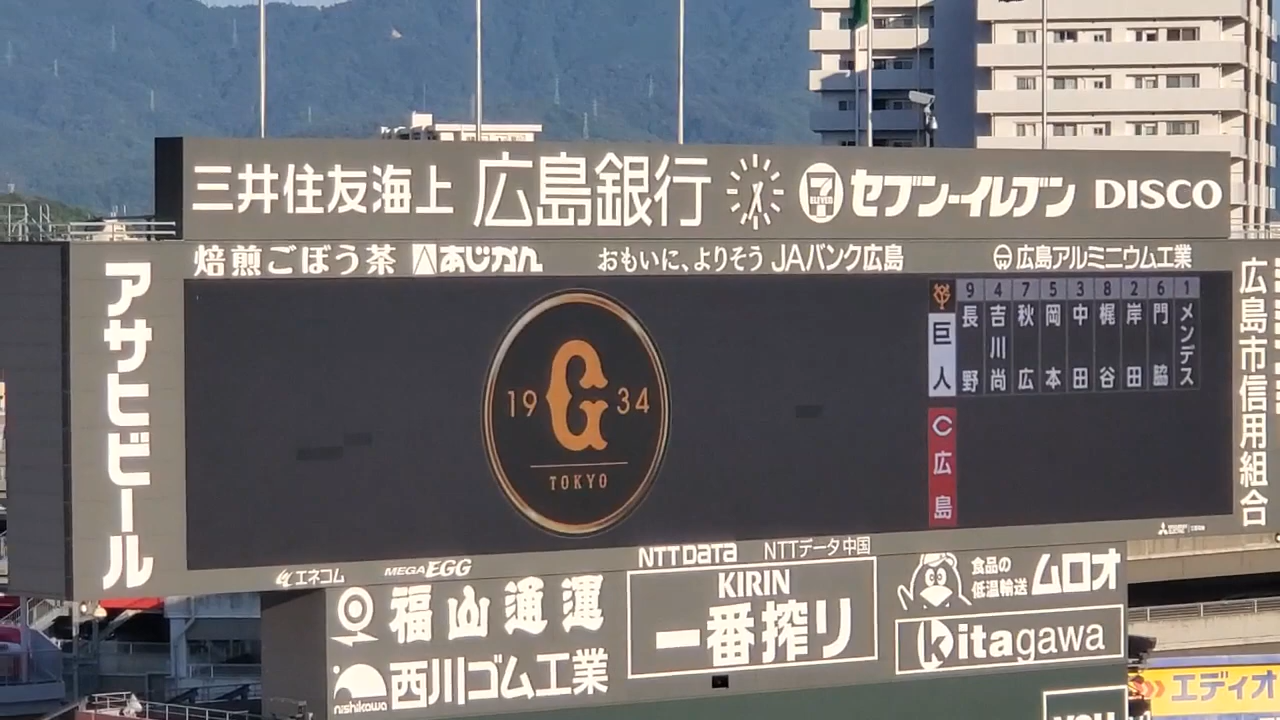 三井住友海上 広島銀行 7 ELEVEN セブン-イレブン DISCO
焙煎ごぼう茶 あじかん おもいに、よりそう JAバンク広島 広島アルミニウム工業
アサヒビール
19 G 34
TOKYO
巨人
9 長野
4 吉川尚
7 秋広
5 岡本
3 中田
8 梶谷
2 岸田
6 門脇
1 メンデス
C 広島
広島市信用組合
エネコム MEGA EGG NTT DATA NTTデータ中国
福山通運
KIRIN
一番搾り
食品の低温輸送 ムロオ
nishikawa 西川ゴム工業
Kitagawa
エディオ